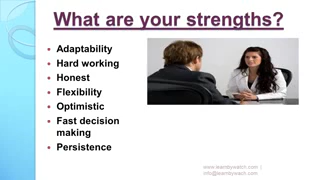 What are your strengths?
Adaptability
Hard working
Honest
Flexibility
Optimistic
Fast decision
making
Persistence
www.learnbywatch.com |
info@learnbywach.com